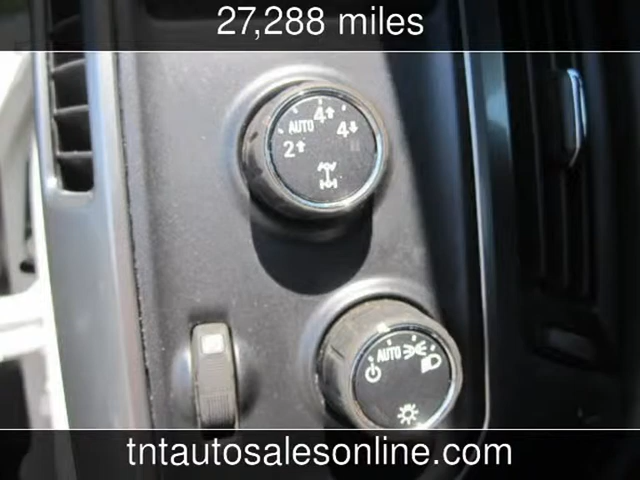 27,288 miles
4↑
AUTO
4↓
2↑
AUTO
tntautosalesonline.com